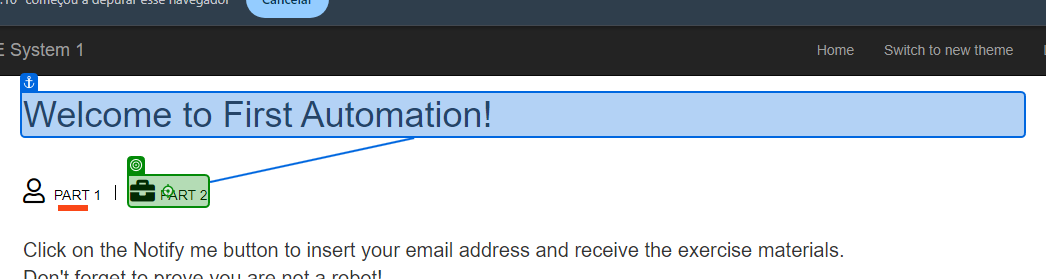 começou a depurar esse navegador Cancelar
System 1 Home Switch to new theme
Welcome to First Automation!
PART 1 | PART 2
Click on the Notify me button to insert your email address and receive the exercise materials.
Don't forget to prove you are not a robot!